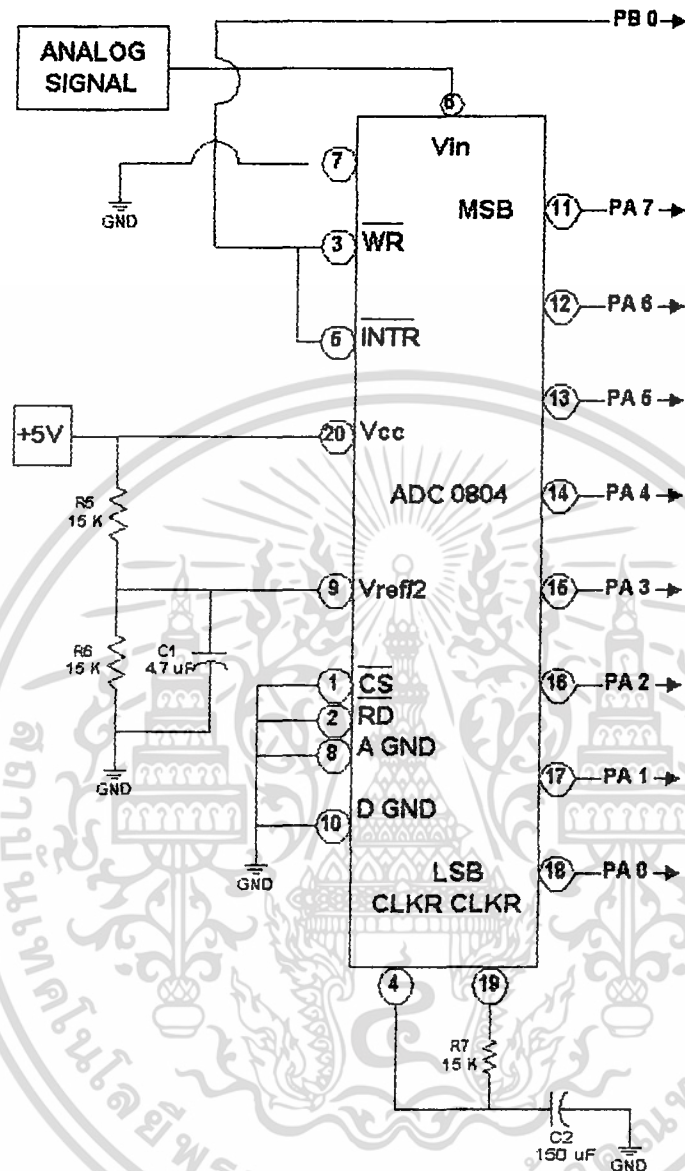 PB 0
ANALOG
SIGNAL
6
Vin
7
GND
MSB
11
PA 7
3
WR
12
PA 6
5
INTR
13
PA 5
+5V
20
Vcc
ADC 0804
14
PA 4
R5
15 K
9
Vreff2
15
PA 3
R6
15 K
C1
4.7 uF
1
CS
2
RD
8
A GND
16
PA 2
GND
10
D GND
17
PA 1
GND
LSB
18
PA 0
CLKR CLKR
4
19
R7
15 K
C2
150 uF
GND